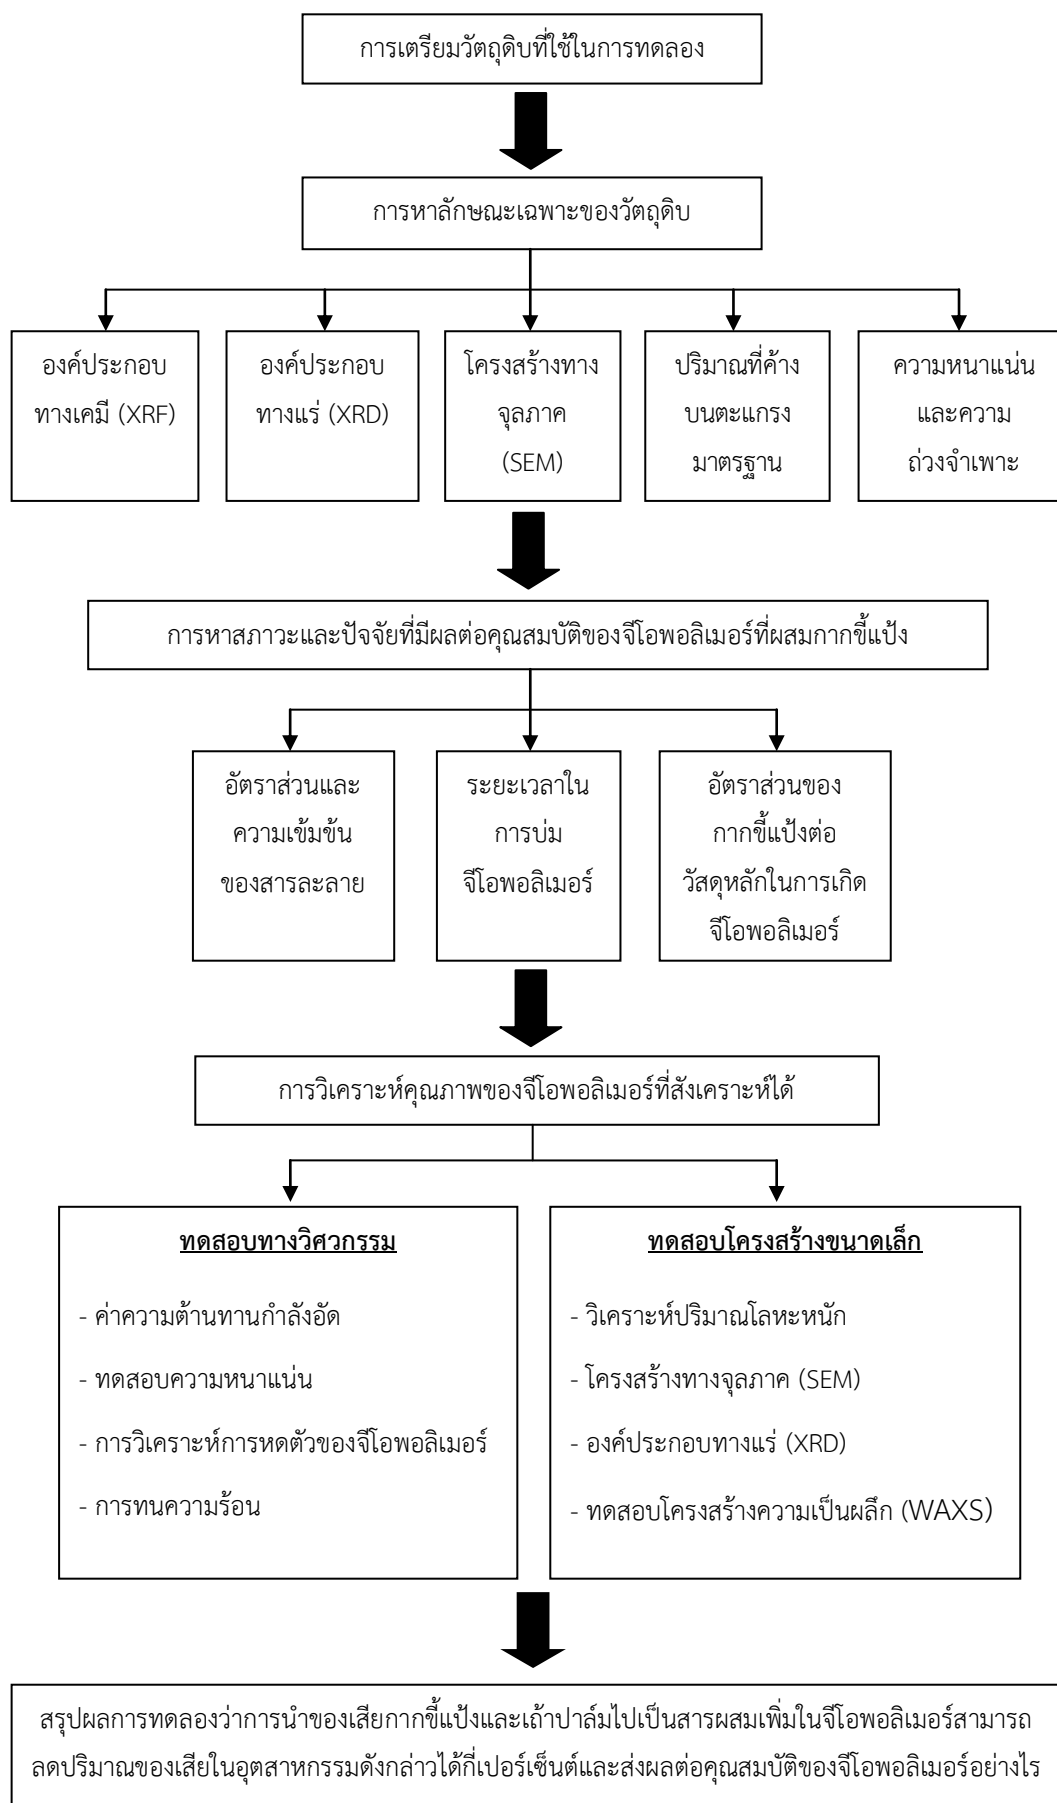 การเตรียมวัตถุดิบที่ใช้ในการทดลอง
การหาลักษณะเฉพาะของวัตถุดิบ
องค์ประกอบ
ทางเคมี (XRF)
องค์ประกอบ
ทางแร่ (XRD)
โครงสร้างทาง
จุลภาค
(SEM)
ปริมาณที่ค้าง
บนตะแกรง
มาตรฐาน
ความหนาแน่น
และความ
ถ่วงจำเพาะ
การหาสภาวะและปัจจัยที่มีผลต่อคุณสมบัติของจีโอพอลิเมอร์ที่ผสมกากขี้แป้ง
อัตราส่วนและ
ความเข้มข้น
ของสารละลาย
ระยะเวลาใน
การบ่ม
จีโอพอลิเมอร์
อัตราส่วนของ
กากขี้แป้งต่อ
วัสดุหลักในการเกิด
จีโอพอลิเมอร์
การวิเคราะห์คุณภาพของจีโอพอลิเมอร์ที่สังเคราะห์ได้
ทดสอบทางวิศวกรรม
- ค่าความต้านทานกำลังอัด
- ทดสอบความหนาแน่น
- การวิเคราะห์การหดตัวของจีโอพอลิเมอร์
- การทนความร้อน
ทดสอบโครงสร้างขนาดเล็ก
- วิเคราะห์ปริมาณโลหะหนัก
- โครงสร้างทางจุลภาค (SEM)
- องค์ประกอบทางแร่ (XRD)
- ทดสอบโครงสร้างความเป็นผลึก (WAXS)
สรุปผลการทดลองว่าการนำของเสียกากขี้แป้งและเถ้าปาล์มไปเป็นสารผสมเพิ่มในจีโอพอลิเมอร์สามารถ
ลดปริมาณของเสียในอุตสาหกรรมดังกล่าวได้กี่เปอร์เซ็นต์และส่งผลต่อคุณสมบัติของจีโอพอลิเมอร์อย่างไร